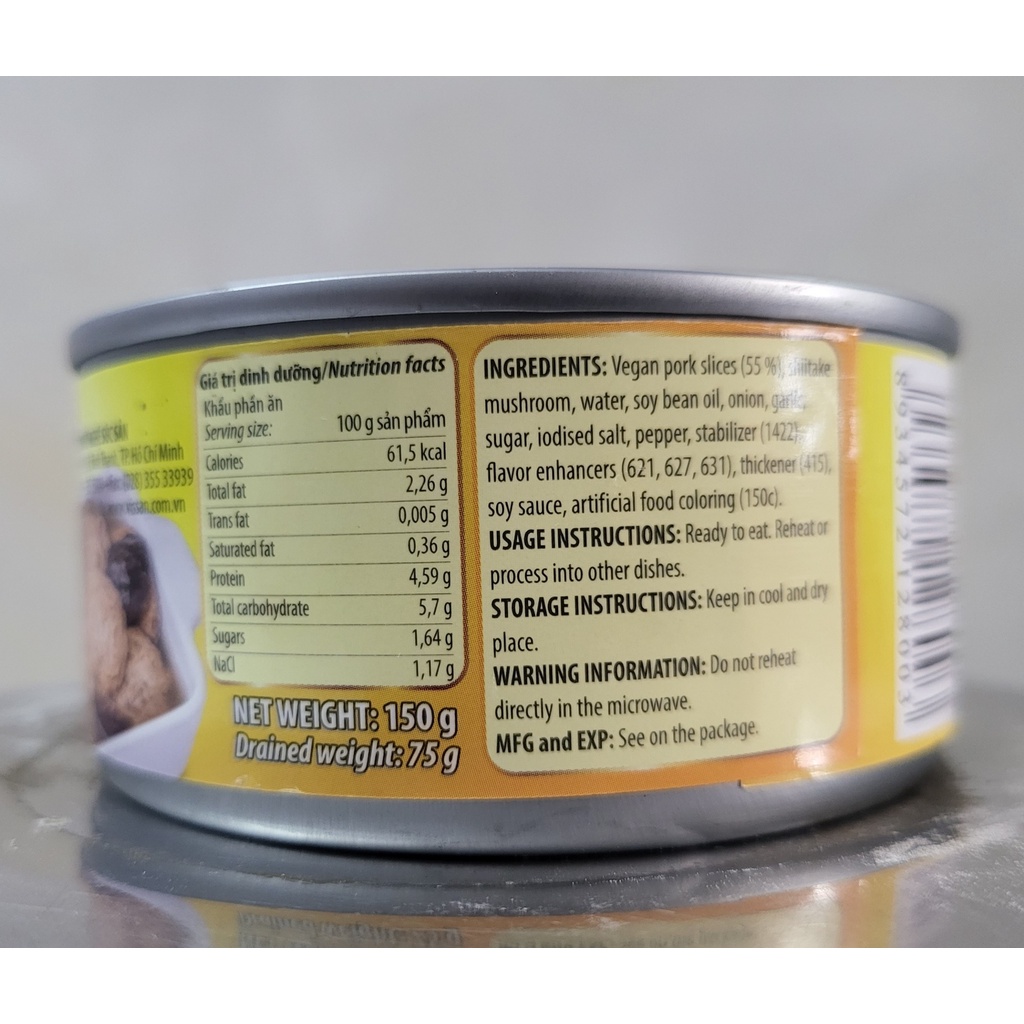 TP. Hồ Chí Minh
355 33939
.com.vn
Giá trị dinh dưỡng/Nutrition facts
Khẩu phần ăn
Serving size: 100 g sản phẩm
Calories 61,5 kcal
Total fat 2,26 g
Trans fat 0,005 g
Saturated fat 0,36 g
Protein 4,59 g
Total carbohydrate 5,7 g
Sugars 1,64 g
NaCl 1,17 g
NET WEIGHT: 150 g
Drained weight: 75 g
INGREDIENTS: Vegan pork slices (55 %), shiitake
mushroom, water, soy bean oil, onion, garlic,
sugar, iodised salt, pepper, stabilizer (1422),
flavor enhancers (621, 627, 631), thickener (415),
soy sauce, artificial food coloring (150c).
USAGE INSTRUCTIONS: Ready to eat. Reheat or
process into other dishes.
STORAGE INSTRUCTIONS: Keep in cool and dry
place.
WARNING INFORMATION: Do not reheat
directly in the microwave.
MFG and EXP: See on the package.
8 934572 128003